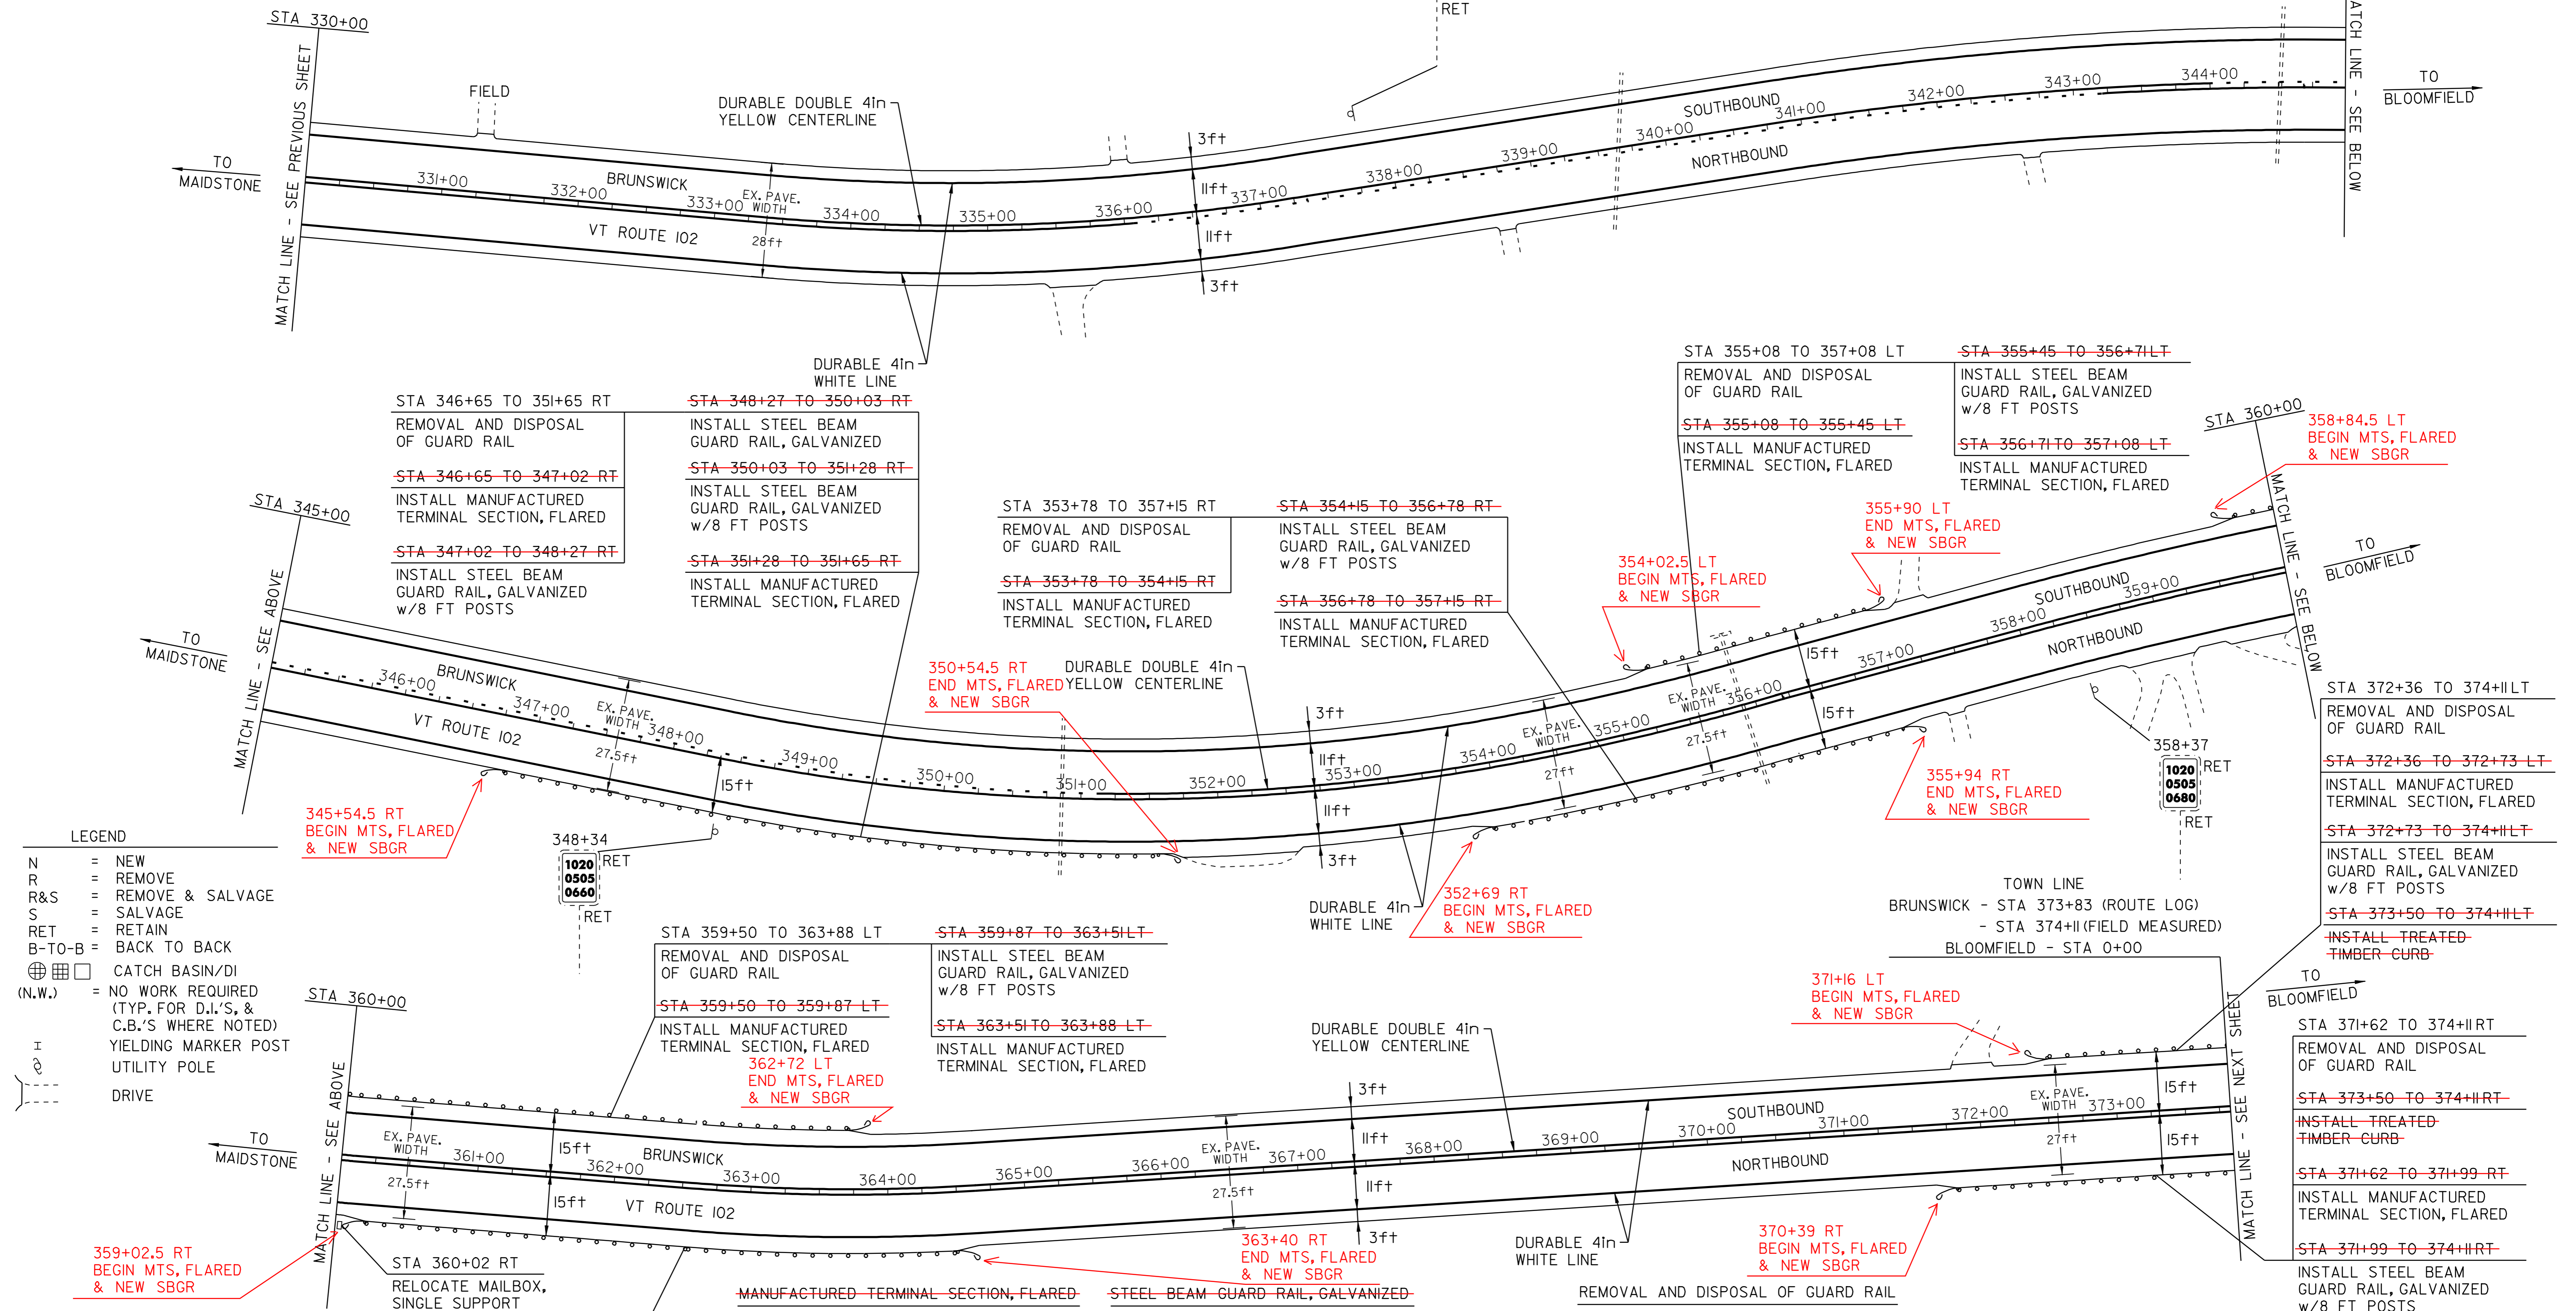 STA 330+00
RET
MATCH LINE - SEE PREVIOUS SHEET
FIELD
DURABLE DOUBLE 4in
YELLOW CENTERLINE
TO
MAIDSTONE
BRUNSWICK
VT ROUTE 102
331+00
332+00
333+00
334+00
335+00
336+00
337+00
338+00
339+00
340+00
341+00
342+00
343+00
344+00
EX. PAVE.
WIDTH
28ft
3ft
11ft
11ft
3ft
SOUTHBOUND
NORTHBOUND
MATCH LINE - SEE BELOW
TO
BLOOMFIELD
DURABLE 4in
WHITE LINE
STA 346+65 TO 351+65 RT
REMOVAL AND DISPOSAL
OF GUARD RAIL
STA 346+65 TO 347+02 RT
INSTALL MANUFACTURED
TERMINAL SECTION, FLARED
STA 347+02 TO 348+27 RT
INSTALL STEEL BEAM
GUARD RAIL, GALVANIZED
w/8 FT POSTS
STA 348+27 TO 350+03 RT
INSTALL STEEL BEAM
GUARD RAIL, GALVANIZED
STA 350+03 TO 351+28 RT
INSTALL STEEL BEAM
GUARD RAIL, GALVANIZED
w/8 FT POSTS
STA 351+28 TO 351+65 RT
INSTALL MANUFACTURED
TERMINAL SECTION, FLARED
STA 353+78 TO 357+15 RT
REMOVAL AND DISPOSAL
OF GUARD RAIL
STA 353+78 TO 354+15 RT
INSTALL MANUFACTURED
TERMINAL SECTION, FLARED
STA 354+15 TO 356+78 RT
INSTALL STEEL BEAM
GUARD RAIL, GALVANIZED
w/8 FT POSTS
STA 356+78 TO 357+15 RT
INSTALL MANUFACTURED
TERMINAL SECTION, FLARED
STA 355+08 TO 357+08 LT
REMOVAL AND DISPOSAL
OF GUARD RAIL
STA 355+08 TO 355+45 LT
INSTALL MANUFACTURED
TERMINAL SECTION, FLARED
STA 355+45 TO 356+71 LT
INSTALL STEEL BEAM
GUARD RAIL, GALVANIZED
w/8 FT POSTS
STA 356+71 TO 357+08 LT
INSTALL MANUFACTURED
TERMINAL SECTION, FLARED
STA 360+00
358+84.5 LT
BEGIN MTS, FLARED
& NEW SBGR
355+90 LT
END MTS, FLARED
& NEW SBGR
354+02.5 LT
BEGIN MTS, FLARED
& NEW SBGR
STA 345+00
MATCH LINE - SEE ABOVE
TO
MAIDSTONE
BRUNSWICK
VT ROUTE 102
346+00
347+00
348+00
349+00
350+00
351+00
352+00
353+00
354+00
355+00
356+00
357+00
358+00
359+00
EX. PAVE.
WIDTH
27.5ft
15ft
350+54.5 RT
END MTS, FLARED
& NEW SBGR
DURABLE DOUBLE 4in
YELLOW CENTERLINE
3ft
11ft
11ft
3ft
EX. PAVE.
WIDTH
27ft
EX. PAVE.
WIDTH
27.5ft
15ft
15ft
SOUTHBOUND
NORTHBOUND
MATCH LINE - SEE BELOW
TO
BLOOMFIELD
345+54.5 RT
BEGIN MTS, FLARED
& NEW SBGR
348+34
RET
1020
0505
0660
RET
DURABLE 4in
WHITE LINE
352+69 RT
BEGIN MTS, FLARED
& NEW SBGR
355+94 RT
END MTS, FLARED
& NEW SBGR
358+37
RET
1020
0505
0680
RET
STA 372+36 TO 374+11 LT
REMOVAL AND DISPOSAL
OF GUARD RAIL
STA 372+36 TO 372+73 LT
INSTALL MANUFACTURED
TERMINAL SECTION, FLARED
STA 372+73 TO 374+11 LT
INSTALL STEEL BEAM
GUARD RAIL, GALVANIZED
w/8 FT POSTS
STA 373+50 TO 374+11 LT
INSTALL TREATED
TIMBER CURB
LEGEND
N = NEW
R = REMOVE
R&S = REMOVE & SALVAGE
S = SALVAGE
RET = RETAIN
B-TO-B = BACK TO BACK
CATCH BASIN/DI
(N.W.) = NO WORK REQUIRED
(TYP. FOR D.I.'S, &
C.B.'S WHERE NOTED)
YIELDING MARKER POST
UTILITY POLE
DRIVE
TOWN LINE
BRUNSWICK - STA 373+83 (ROUTE LOG)
- STA 374+11 (FIELD MEASURED)
BLOOMFIELD - STA 0+00
STA 359+50 TO 363+88 LT
REMOVAL AND DISPOSAL
OF GUARD RAIL
STA 359+50 TO 359+87 LT
INSTALL MANUFACTURED
TERMINAL SECTION, FLARED
STA 359+87 TO 363+51 LT
INSTALL STEEL BEAM
GUARD RAIL, GALVANIZED
w/8 FT POSTS
STA 363+51 TO 363+88 LT
INSTALL MANUFACTURED
TERMINAL SECTION, FLARED
362+72 LT
END MTS, FLARED
& NEW SBGR
STA 360+00
MATCH LINE - SEE ABOVE
TO
MAIDSTONE
EX. PAVE.
WIDTH
27.5ft
15ft
15ft
BRUNSWICK
VT ROUTE 102
361+00
362+00
363+00
364+00
365+00
366+00
367+00
368+00
369+00
370+00
371+00
372+00
373+00
EX. PAVE.
WIDTH
27.5ft
DURABLE DOUBLE 4in
YELLOW CENTERLINE
3ft
11ft
11ft
3ft
371+16 LT
BEGIN MTS, FLARED
& NEW SBGR
SOUTHBOUND
NORTHBOUND
EX. PAVE.
WIDTH
27ft
15ft
15ft
MATCH LINE - SEE NEXT SHEET
TO
BLOOMFIELD
STA 371+62 TO 374+11 RT
REMOVAL AND DISPOSAL
OF GUARD RAIL
STA 373+50 TO 374+11 RT
INSTALL TREATED
TIMBER CURB
STA 371+62 TO 371+99 RT
INSTALL MANUFACTURED
TERMINAL SECTION, FLARED
STA 371+99 TO 374+11 RT
INSTALL STEEL BEAM
GUARD RAIL, GALVANIZED
w/8 FT POSTS
359+02.5 RT
BEGIN MTS, FLARED
& NEW SBGR
STA 360+02 RT
RELOCATE MAILBOX,
SINGLE SUPPORT
363+40 RT
END MTS, FLARED
& NEW SBGR
DURABLE 4in
WHITE LINE
370+39 RT
BEGIN MTS, FLARED
& NEW SBGR
MANUFACTURED TERMINAL SECTION, FLARED
STEEL BEAM GUARD RAIL, GALVANIZED
REMOVAL AND DISPOSAL OF GUARD RAIL